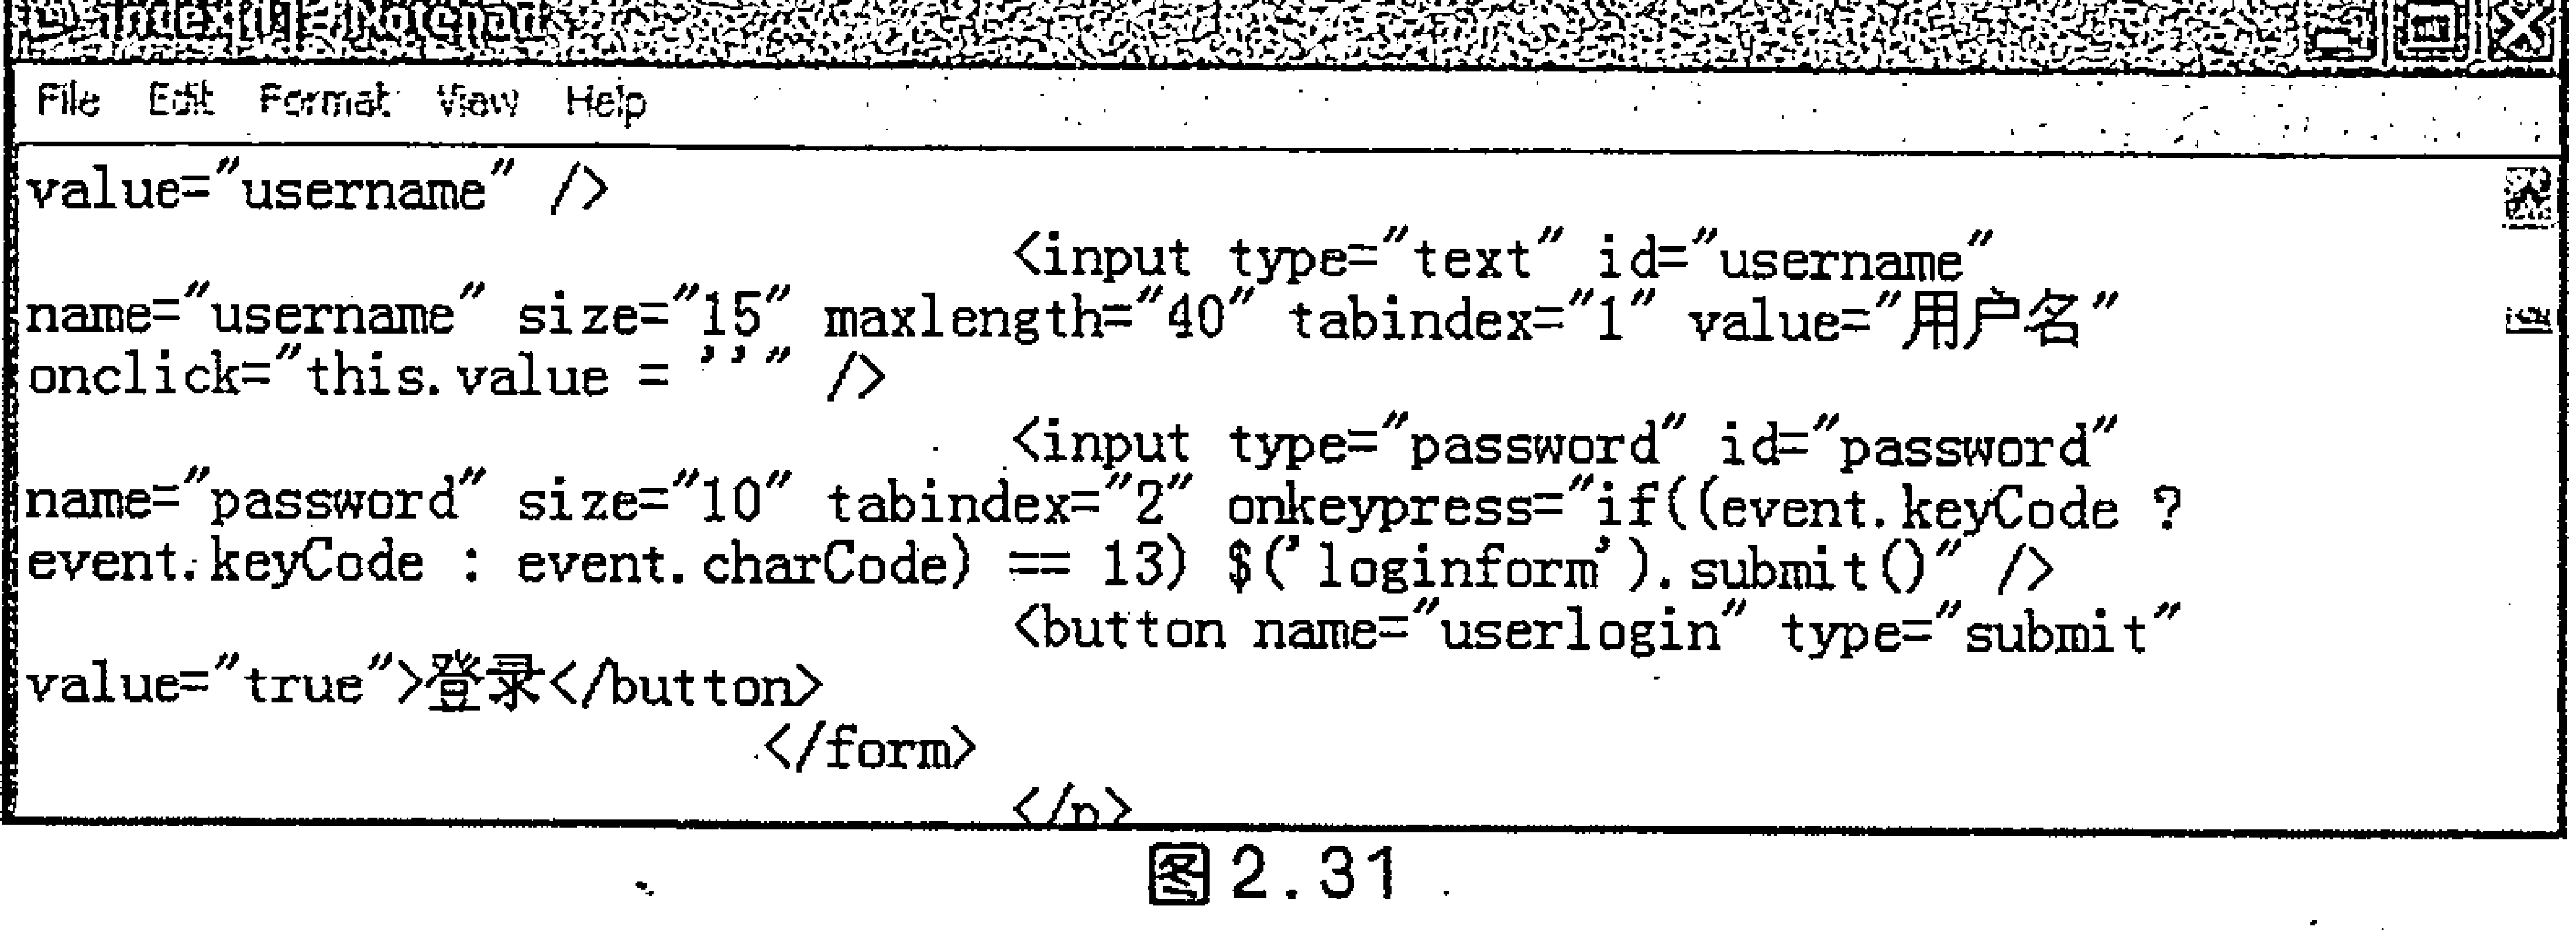 index[1] - Notepad
File Edit Format View Help
value="username" />
<input type="text" id="username"
name="username" size="15" maxlength="40" tabindex="1" value="用户名"
onclick="this.value = ''" />
<input type="password" id="password"
name="password" size="10" tabindex="2" onkeypress="if((event.keyCode ?
event.keyCode : event.charCode) == 13) $('loginform').submit()" />
<button name="userlogin" type="submit"
value="true">登录</button>
</form>
</p>
图2.31